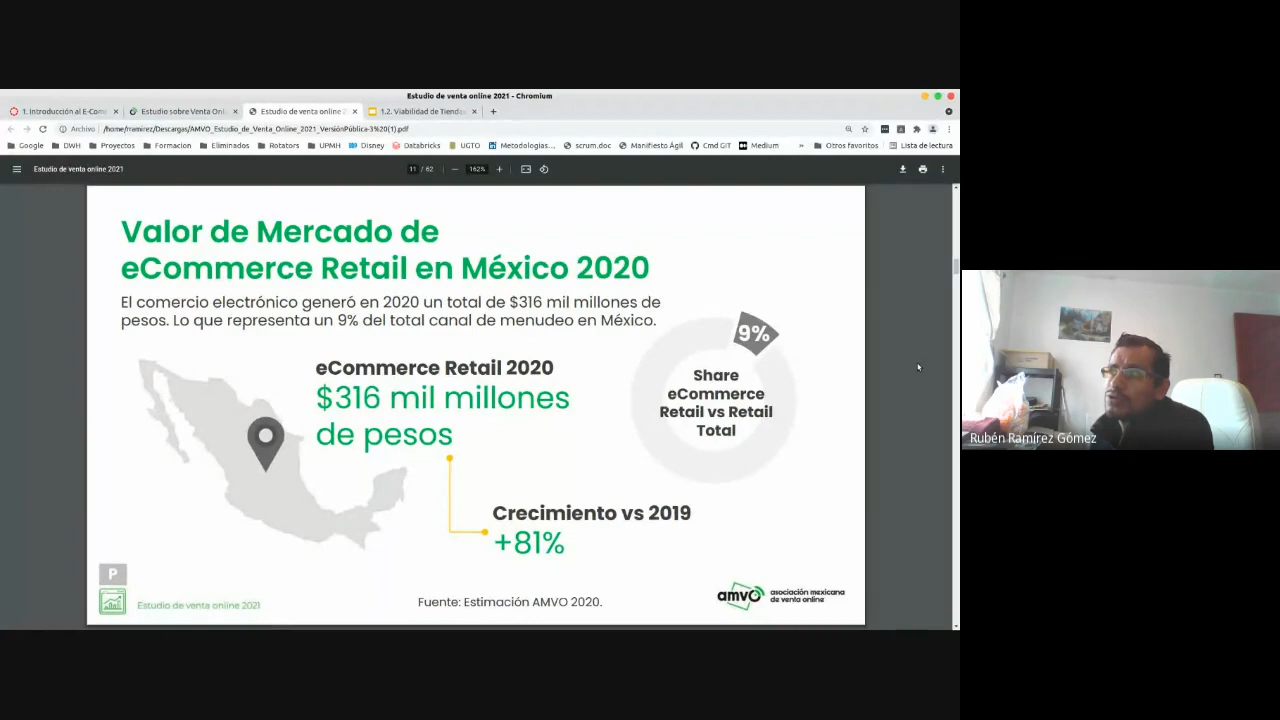 Estudio de venta online 2021 - Chromium
1. Introducción al E-Com
Estudio sobre Venta Onl
Estudio de venta online 2
1.2. Viabilidad de Tienda
Archivo
/home/rramirez/Descargas/AMVO_Estudio_de_Venta_Online_2021_VersiónPública-3%20(1).pdf
Google
DWH
Proyectos
Formacion
Eliminados
Rotators
UPMH
Disney
Databricks
UGTO
Metodologías...
scrum.doc
Manifiesto Ágil
Cmd GIT
Medium
»
Otros favoritos
Lista de lectura
Estudio de venta online 2021
11 / 62
162%
Valor de Mercado de
eCommerce Retail en México 2020
El comercio electrónico generó en 2020 un total de $316 mil millones de
pesos. Lo que representa un 9% del total canal de menudeo en México.
9%
Share
eCommerce
Retail vs Retail
Total
eCommerce Retail 2020
$316 mil millones
de pesos
Crecimiento vs 2019
+81%
P
Estudio de venta online 2021
Fuente: Estimación AMVO 2020.
amvo
asociación mexicana
de venta online
Rubén Ramírez Gómez